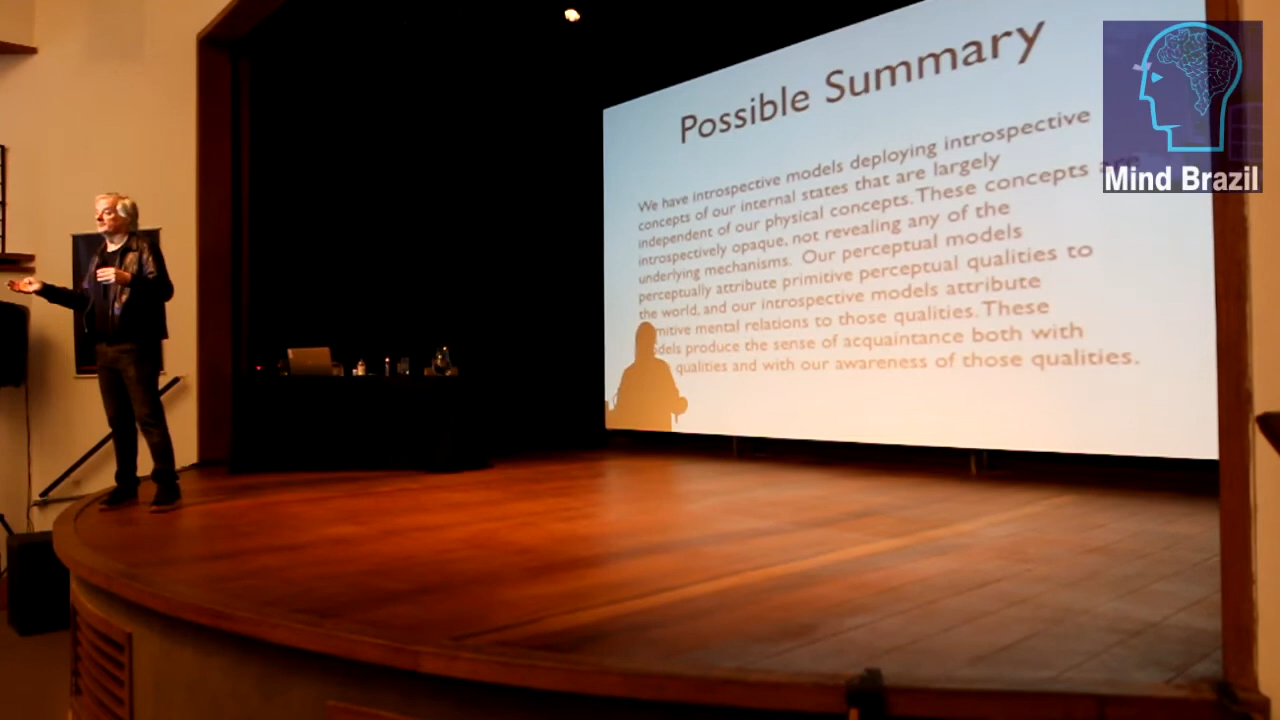 Possible Summary
We have introspective models deploying introspective
concepts of our internal states that are largely
independent of our physical concepts. These concepts are
introspectively opaque, not revealing any of the
underlying mechanisms. Our perceptual models
perceptually attribute primitive perceptual qualities to
the world, and our introspective models attribute
mitive mental relations to those qualities. These
dels produce the sense of acquaintance both with
qualities and with our awareness of those qualities.
Mind Brazil